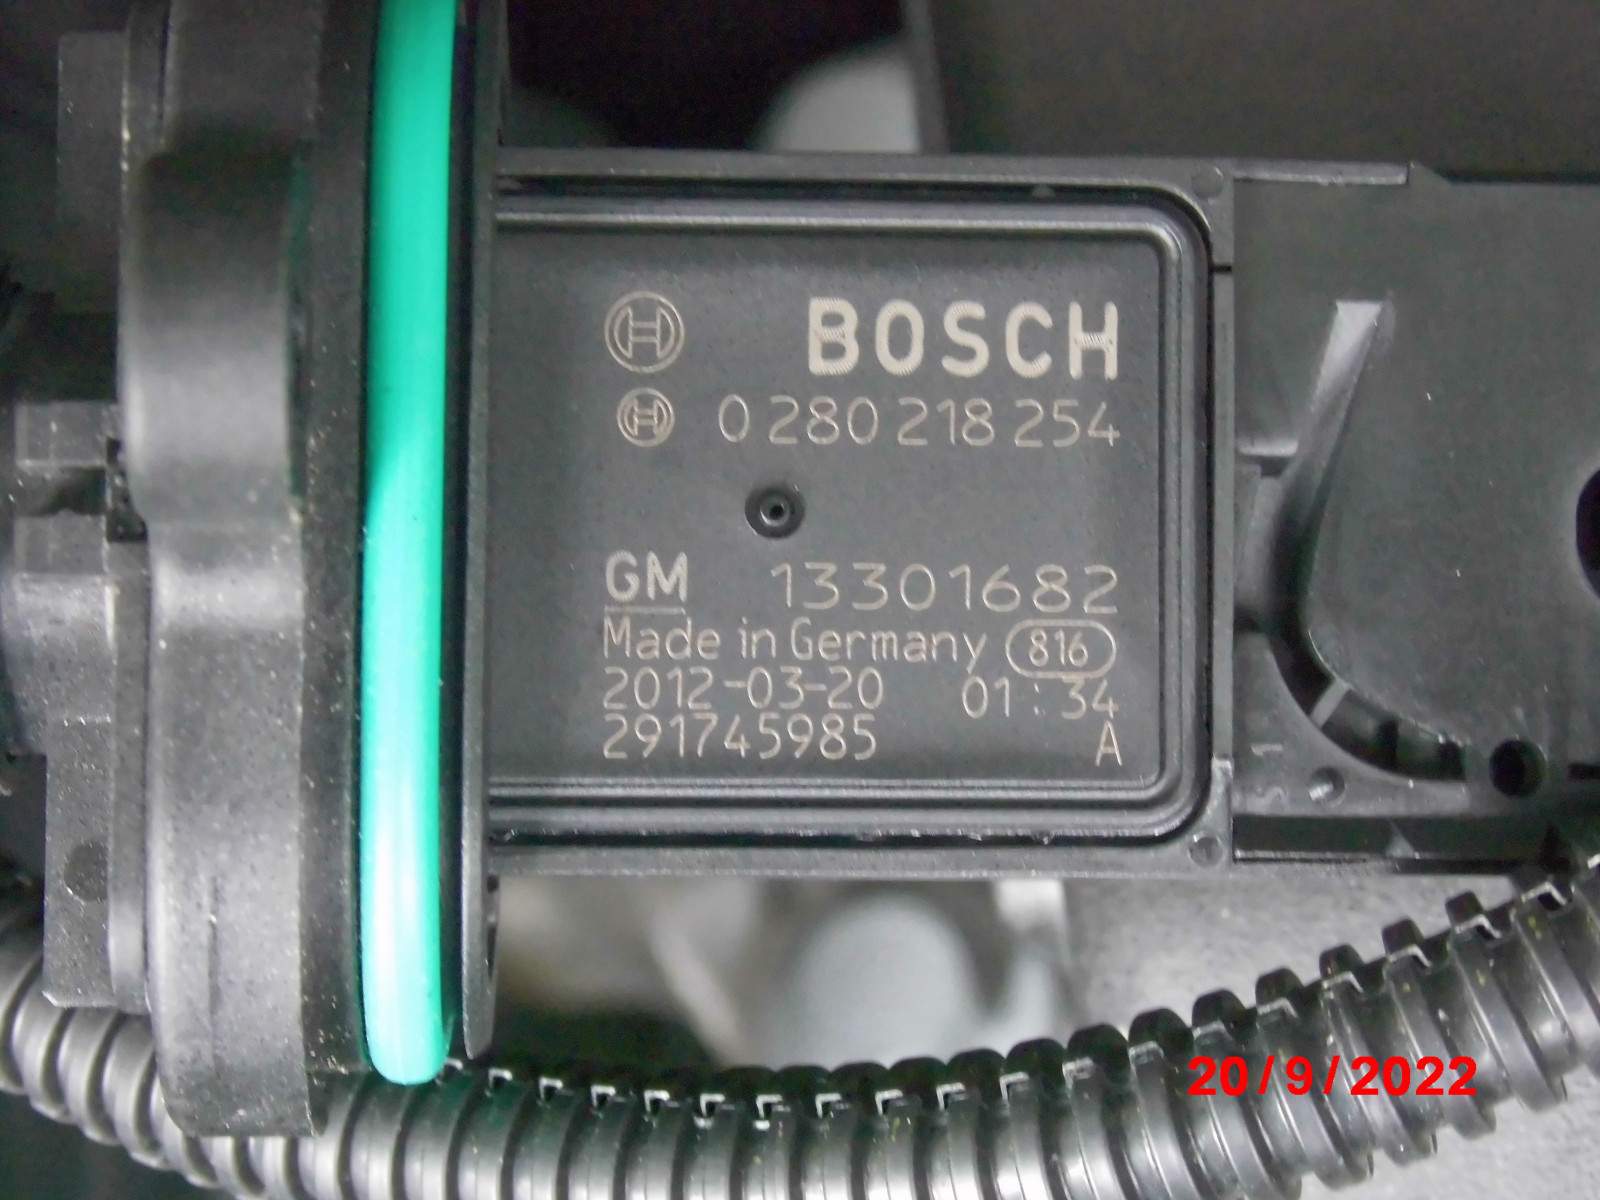 BOSCH
0 280 218 254
GM 13301682
Made in Germany 816
2012-03-20 01:34
291745985 A
S 1
20/9/2022